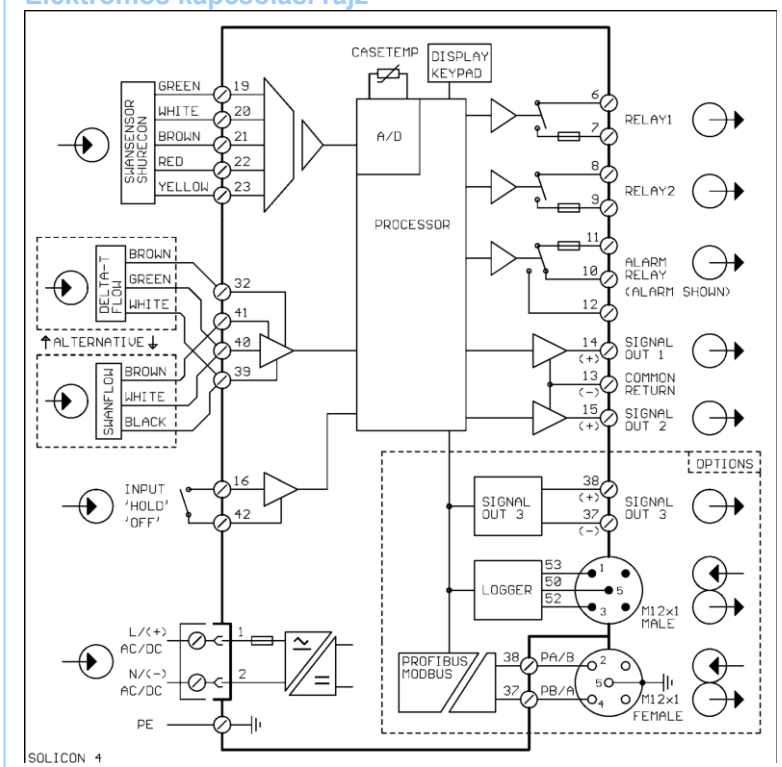 Elektromos kapcsolási rajz
CASETEMP
DISPLAY
KEYPAD
SWANSENSOR
SHURECON
GREEN 19
WHITE 20
BROWN 21
RED 22
YELLOW 23
A/D
PROCESSOR
6
7
RELAY1
8
9
RELAY2
11
10
12
ALARM
RELAY
(ALARM SHOWN)
DELTA-T
FLOW
BROWN
GREEN
WHITE
32
41
40
39
↑ALTERNATIVE↓
SWANFLOW
BROWN
WHITE
BLACK
14
(+)
SIGNAL
OUT 1
13
(-)
COMMON
RETURN
15
(+)
SIGNAL
OUT 2
INPUT
'HOLD'
'OFF'
16
42
OPTIONS
SIGNAL
OUT 3
38
(+)
37
(-)
SIGNAL
OUT 3
LOGGER
53
50
52
1
5
3
M12x1
MALE
L/(+)
AC/DC
1
N/(-)
AC/DC
2
PE
PROFIBUS
MODBUS
38 PA/B
37 PB/A
2
5
4
M12x1
FEMALE
SOLICON 4